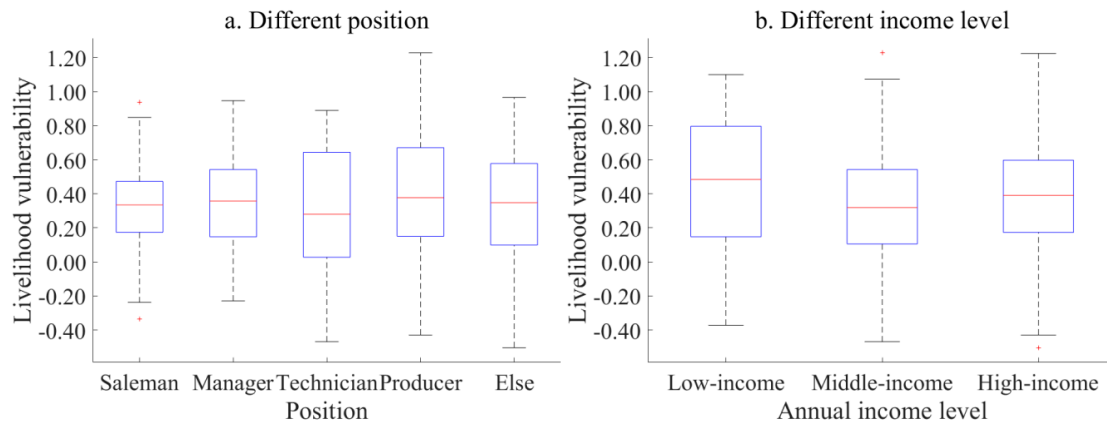 a. Different position
1.20
1.00
0.80
0.60
0.40
0.20
0.00
-0.20
-0.40
Livelihood vulnerability
Saleman Manager Technician Producer Else
Position
b. Different income level
1.20
1.00
0.80
0.60
0.40
0.20
0.00
-0.20
-0.40
Livelihood vulnerability
Low-income Middle-income High-income
Annual income level